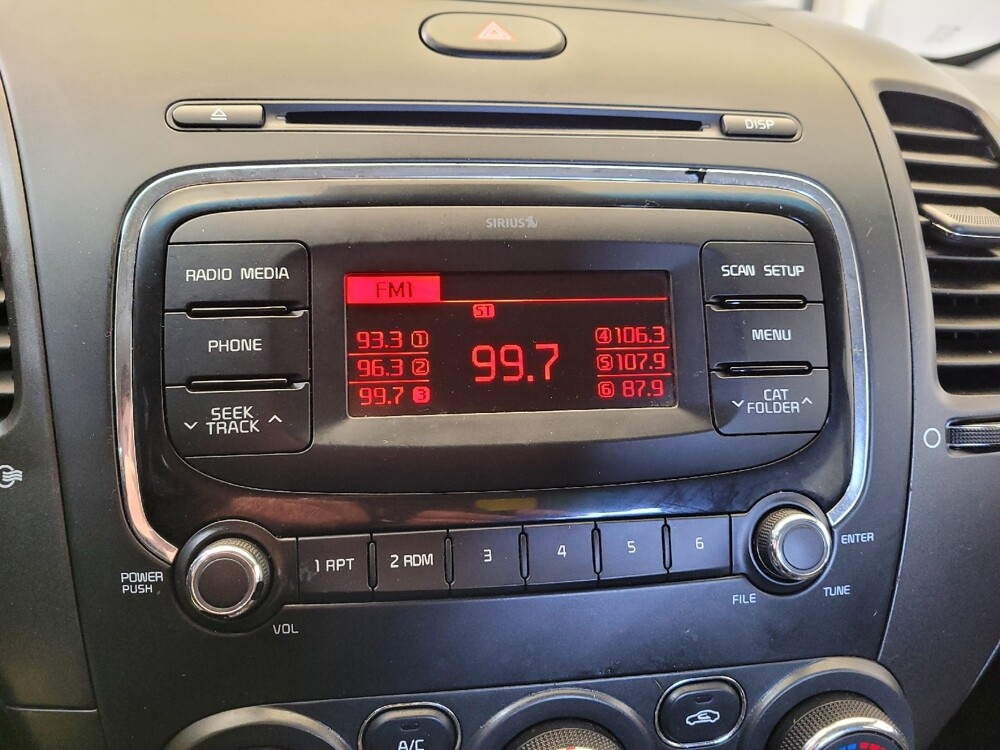 DISP
SIRIUS
RADIO MEDIA
PHONE
SEEK
TRACK
FM1
ST
93.3 1
96.3 2
99.7 3
99.7
4 106.3
5 107.9
6 87.9
SCAN SETUP
MENU
CAT
FOLDER
1 RPT
2 RDM
3
4
5
6
POWER
PUSH
VOL
FILE
ENTER
TUNE
A/C